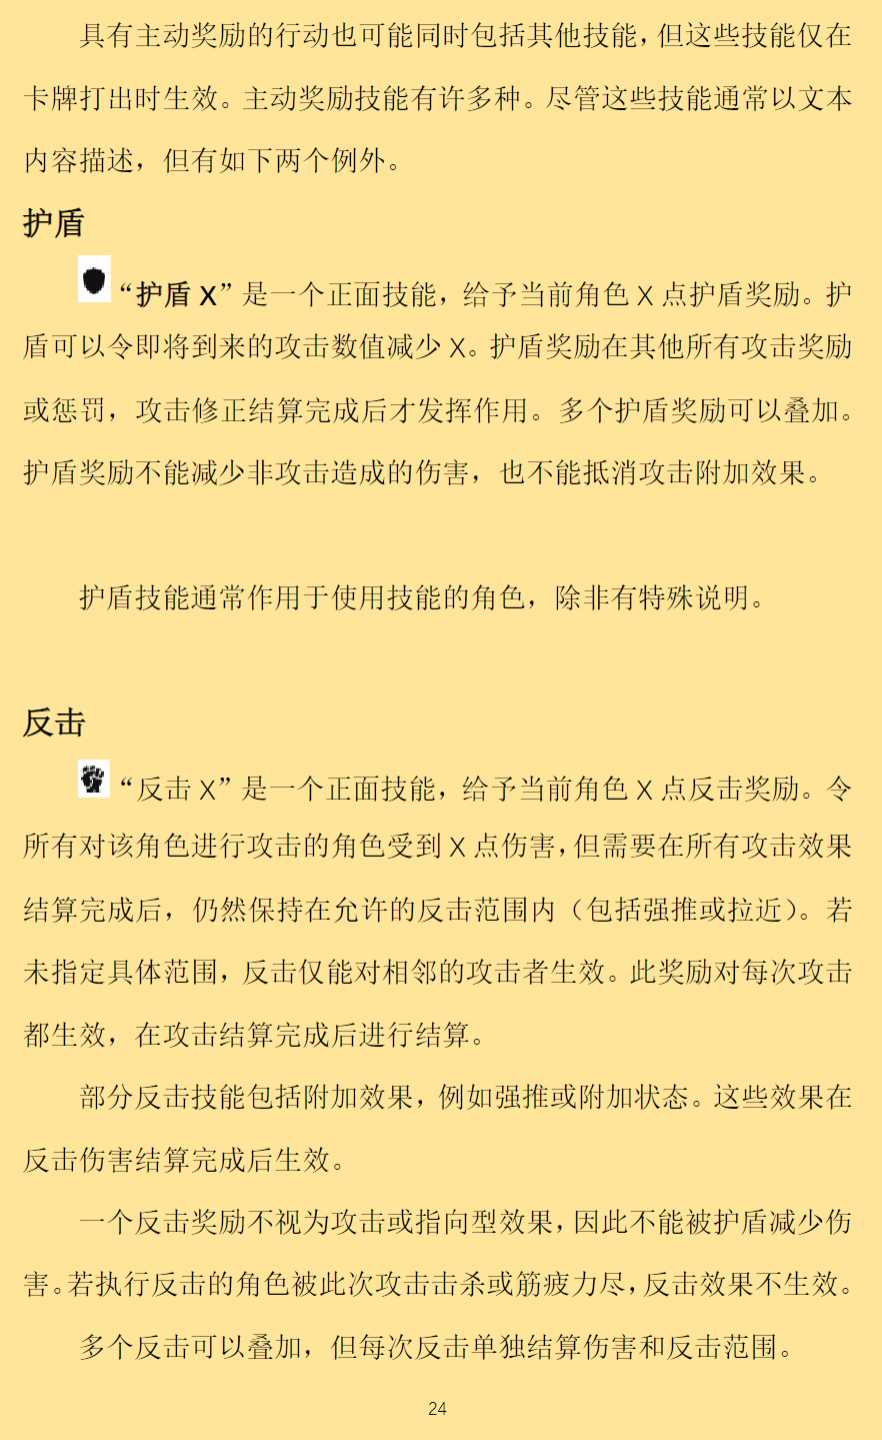 具有主动奖励的行动也可能同时包括其他技能，但这些技能仅在
卡牌打出时生效。主动奖励技能有许多种。尽管这些技能通常以文本
内容描述，但有如下两个例外。
护盾
“护盾 X”是一个正面技能，给予当前角色 X 点护盾奖励。护
盾可以令即将到来的攻击数值减少 X。护盾奖励在其他所有攻击奖励
或惩罚，攻击修正结算完成后才发挥作用。多个护盾奖励可以叠加。
护盾奖励不能减少非攻击造成的伤害，也不能抵消攻击附加效果。
护盾技能通常作用于使用技能的角色，除非有特殊说明。
反击
“反击 X”是一个正面技能，给予当前角色 X 点反击奖励。令
所有对该角色进行攻击的角色受到 X 点伤害，但需要在所有攻击效果
结算完成后，仍然保持在允许的反击范围内（包括强推或拉近）。若
未指定具体范围，反击仅能对相邻的攻击者生效。此奖励对每次攻击
都生效，在攻击结算完成后进行结算。
部分反击技能包括附加效果，例如强推或附加状态。这些效果在
反击伤害结算完成后生效。
一个反击奖励不视为攻击或指向型效果，因此不能被护盾减少伤
害。若执行反击的角色被此次攻击击杀或筋疲力尽，反击效果不生效。
多个反击可以叠加，但每次反击单独结算伤害和反击范围。
24